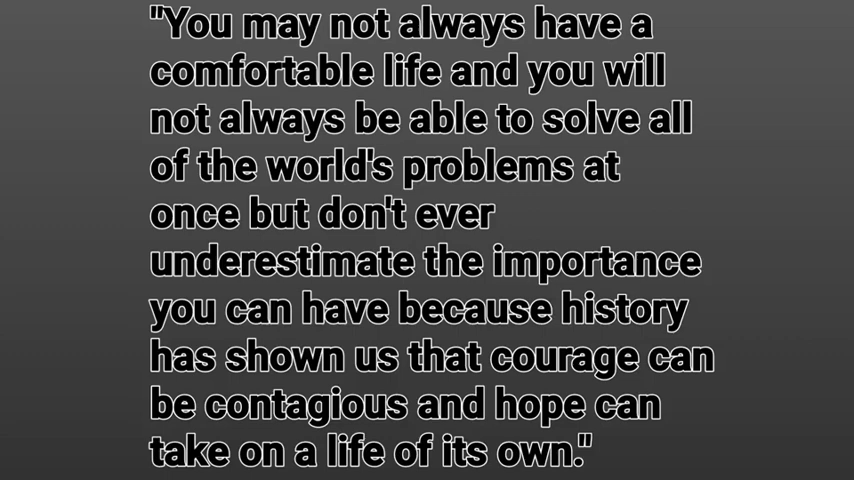 "You may not always have a
comfortable life and you will
not always be able to solve all
of the world's problems at
once but don't ever
underestimate the importance
you can have because history
has shown us that courage can
be contagious and hope can
take on a life of its own."